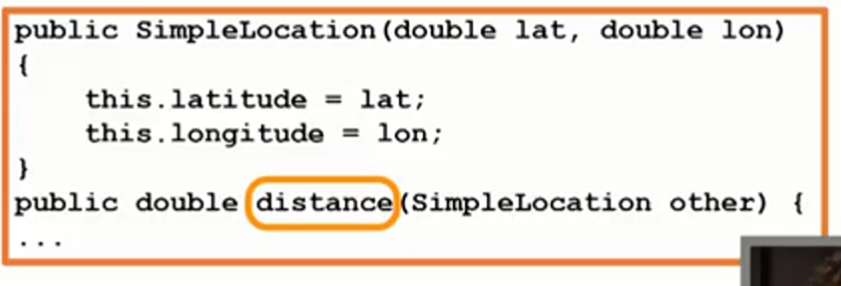 public SimpleLocation(double lat, double lon)
{
    this.latitude = lat;
    this.longitude = lon;
}
public double distance(SimpleLocation other) {
...